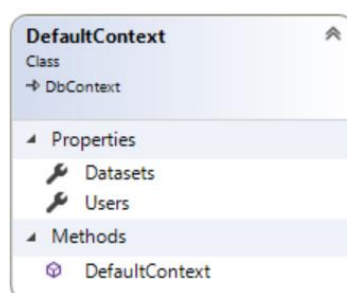 DefaultContext
Class
DbContext
Properties
Datasets
Users
Methods
DefaultContext